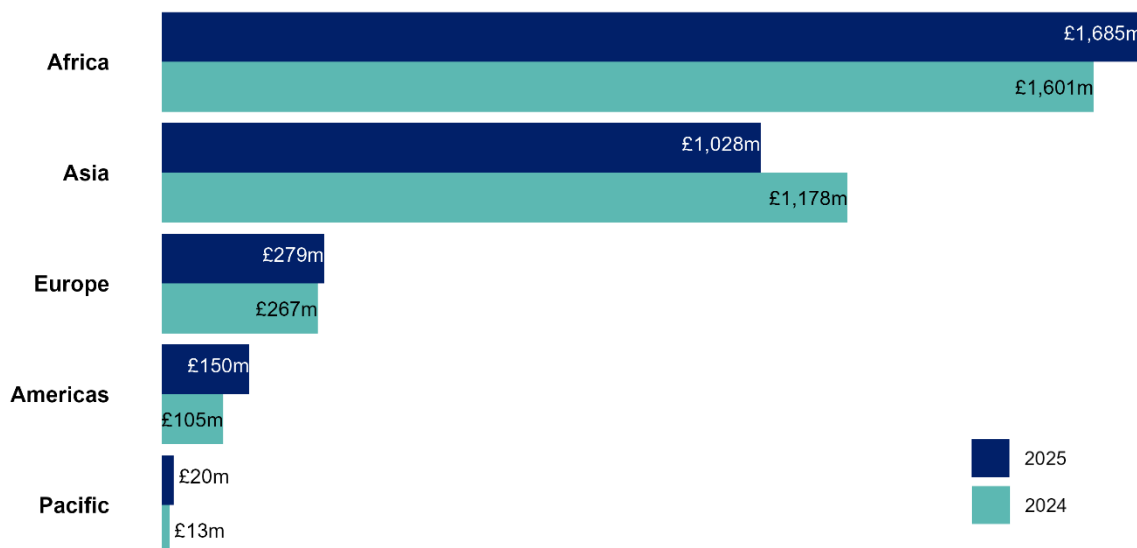 £1,685m
Africa
£1,601m
£1,028m
Asia
£1,178m
£279m
Europe
£267m
£150m
Americas
£105m
2025
£20m
Pacific
2024
£13m